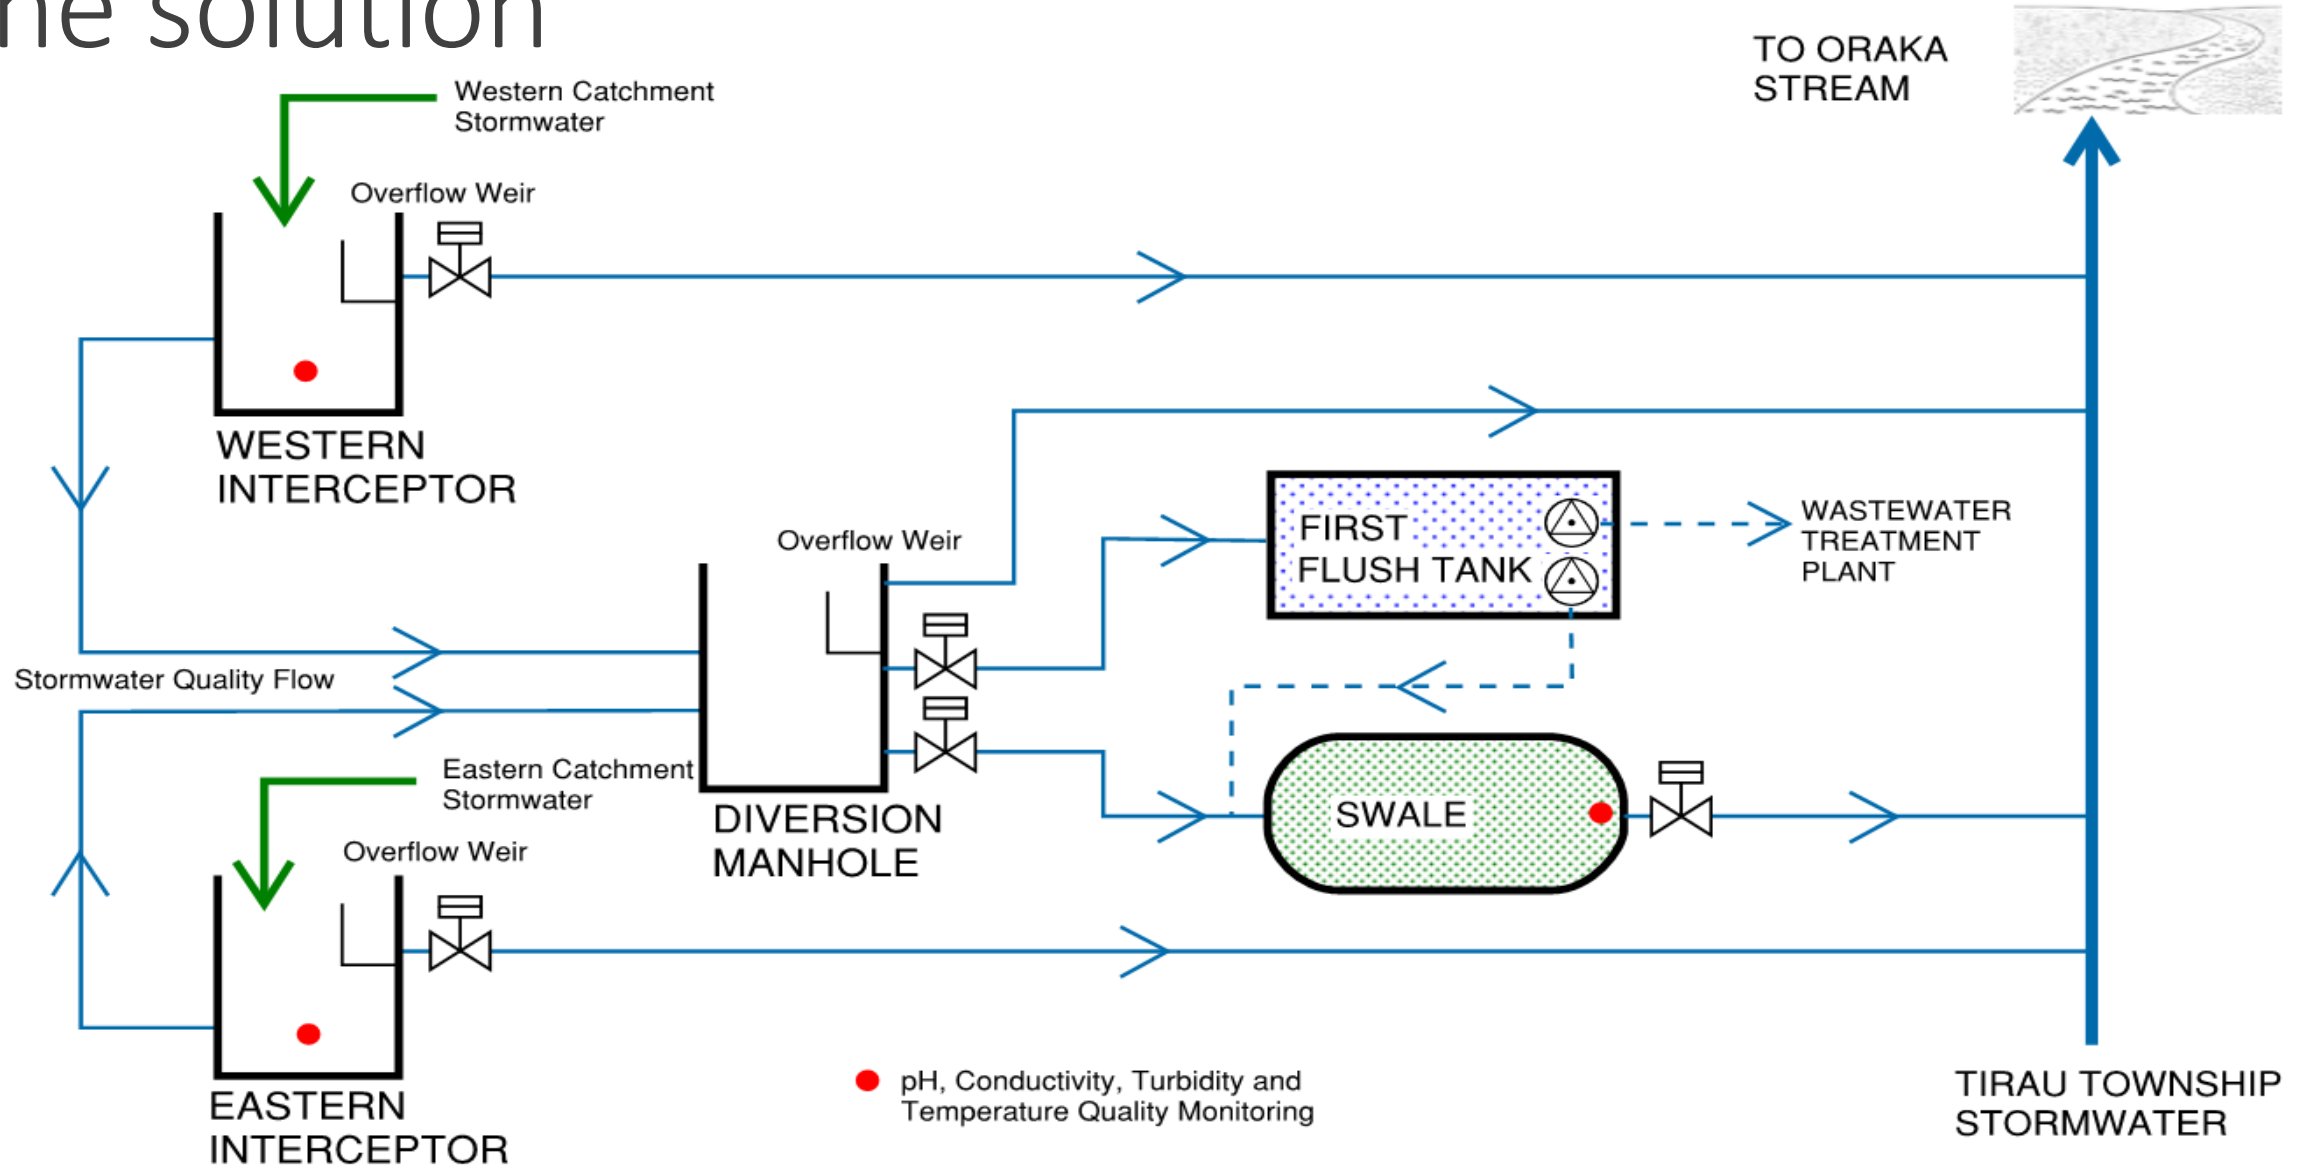 ne solution
TO ORAKA
STREAM
Western Catchment
Stormwater
Overflow Weir
WESTERN
INTERCEPTOR
Overflow Weir
FIRST
FLUSH TANK
WASTEWATER
TREATMENT
PLANT
Stormwater Quality Flow
Eastern Catchment
Stormwater
DIVERSION
MANHOLE
SWALE
Overflow Weir
EASTERN
INTERCEPTOR
pH, Conductivity, Turbidity and
Temperature Quality Monitoring
TIRAU TOWNSHIP
STORMWATER